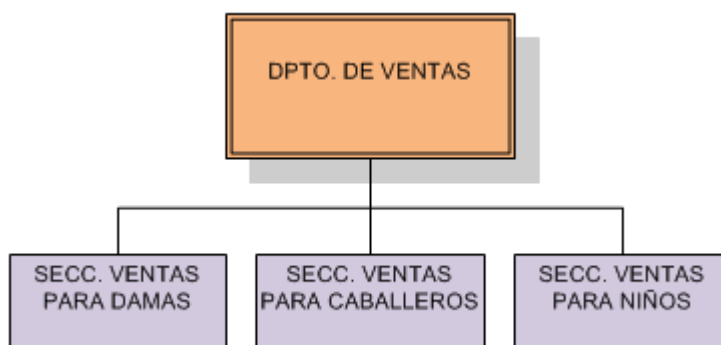 DPTO. DE VENTAS
SECC. VENTAS
PARA DAMAS
SECC. VENTAS
PARA CABALLEROS
SECC. VENTAS
PARA NIÑOS